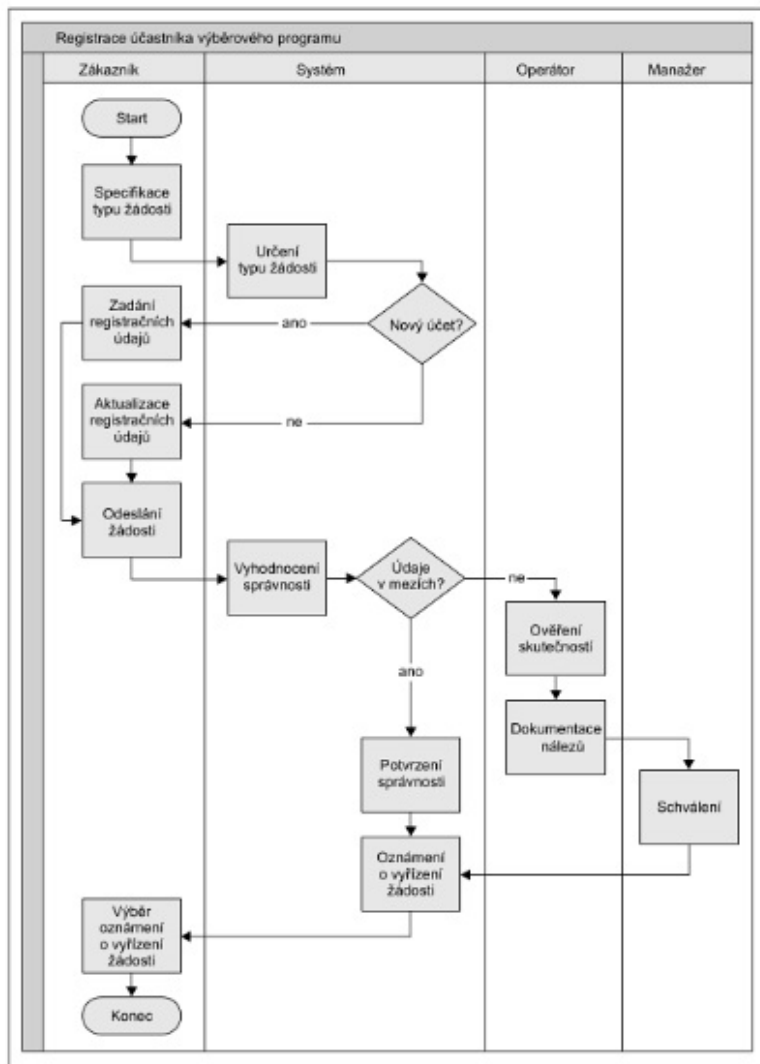 Registrace účastníka výběrového programu
Zákazník
Systém
Operátor
Manažer
Start
Specifikace
typu žádosti
Určení
typu žádosti
Nový účet?
ano
Zadání
registračních
údajů
ne
Aktualizace
registračních
údajů
Odeslání
žádosti
Vyhodnocení
správnosti
Údaje
v mezích?
ne
ano
Ověření
skutečností
Dokumentace
nálezů
Schválení
Potvrzení
správnosti
Oznámení
o vyřízení
žádosti
Výběr
oznámení
o vyřízení
žádosti
Konec